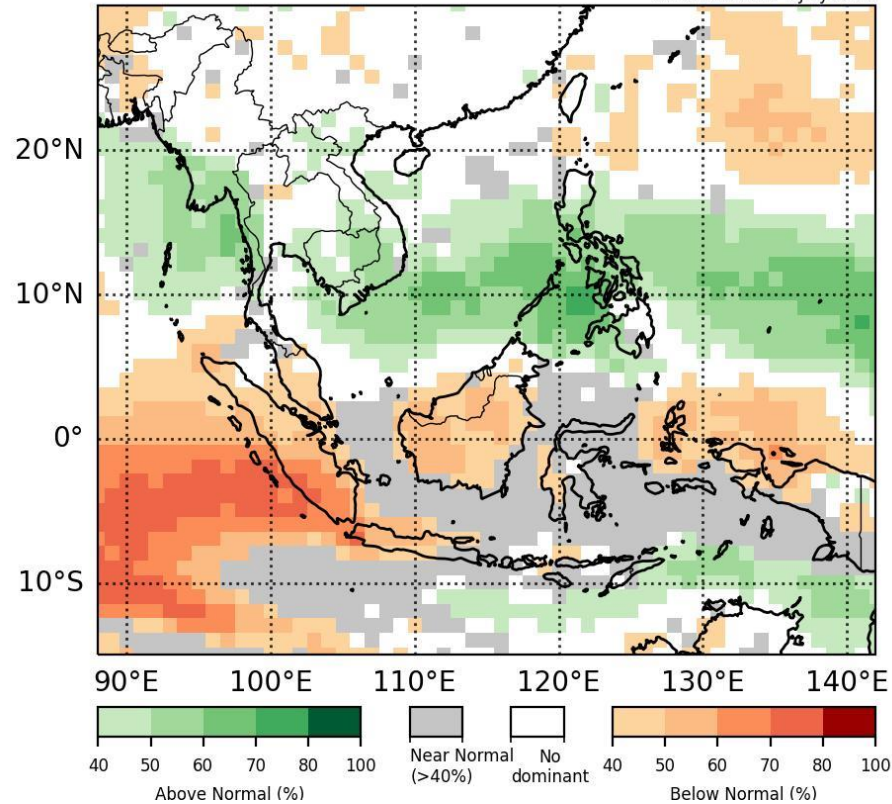 20°N
10°N
0°
10°S
90°E 100°E 110°E 120°E 130°E 140°E
40 50 60 70 80 100
Above Normal (%)
Near Normal
(>40%)
No
dominant
40 50 60 70 80 100
Below Normal (%)